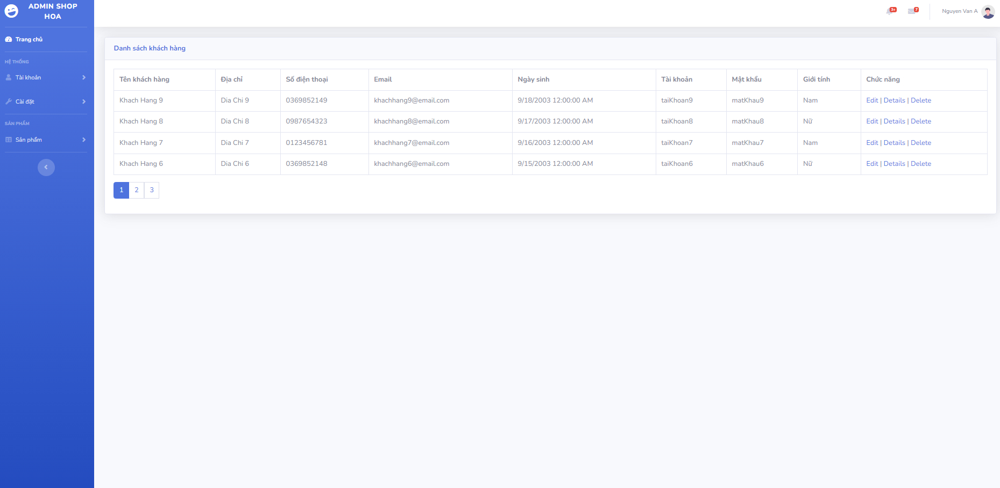 ADMIN SHOP
HOA
Trang chủ
HỆ THỐNG
Tài khoản
Cài đặt
SẢN PHẨM
Sản phẩm
3+
7
Nguyen Van A
Danh sách khách hàng
Tên khách hàng Địa chỉ Số điện thoại Email Ngày sinh Tài khoản Mật khẩu Giới tính Chức năng
Khach Hang 9 Dia Chi 9 0369852149 khachhang9@email.com 9/18/2003 12:00:00 AM taiKhoan9 matKhau9 Nam Edit | Details | Delete
Khach Hang 8 Dia Chi 8 0987654323 khachhang8@email.com 9/17/2003 12:00:00 AM taiKhoan8 matKhau8 Nữ Edit | Details | Delete
Khach Hang 7 Dia Chi 7 0123456781 khachhang7@email.com 9/16/2003 12:00:00 AM taiKhoan7 matKhau7 Nam Edit | Details | Delete
Khach Hang 6 Dia Chi 6 0369852148 khachhang6@email.com 9/15/2003 12:00:00 AM taiKhoan6 matKhau6 Nữ Edit | Details | Delete
1 2 3